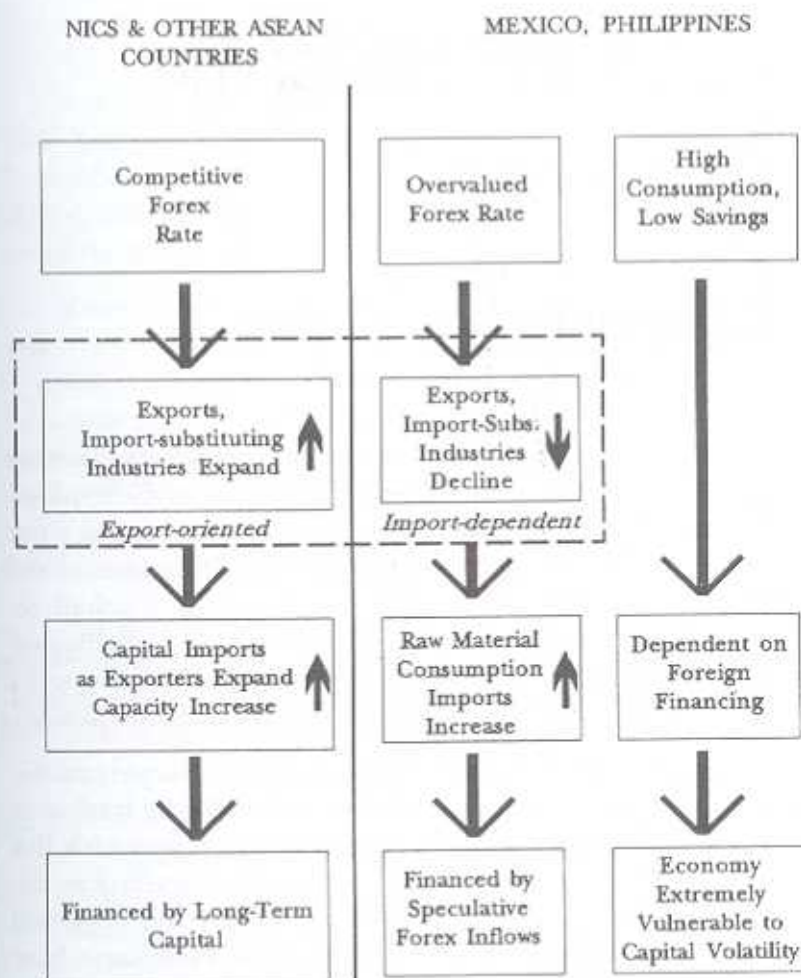 NICS & OTHER ASEAN
COUNTRIES
MEXICO, PHILIPPINES
Competitive
Forex
Rate
Overvalued
Forex Rate
High
Consumption,
Low Savings
Exports,
Import-substituting
Industries Expand
Export-oriented
Exports,
Import-Subs.
Industries
Decline
Import-dependent
Capital Imports
as Exporters Expand
Capacity Increase
Raw Material
Consumption
Imports
Increase
Dependent on
Foreign
Financing
Financed by Long-Term
Capital
Financed by
Speculative
Forex Inflows
Economy
Extremely
Vulnerable to
Capital Volatility